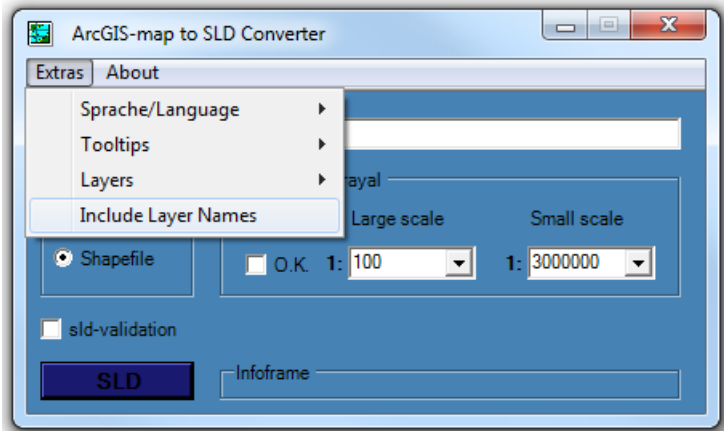 ArcGIS-map to SLD Converter
Extras About
Sprache/Language
Tooltips
Layers
Include Layer Names
Large scale Small scale
Shapefile
O.K. 1: 100 1: 3000000
sld-validation
SLD
Infoframe